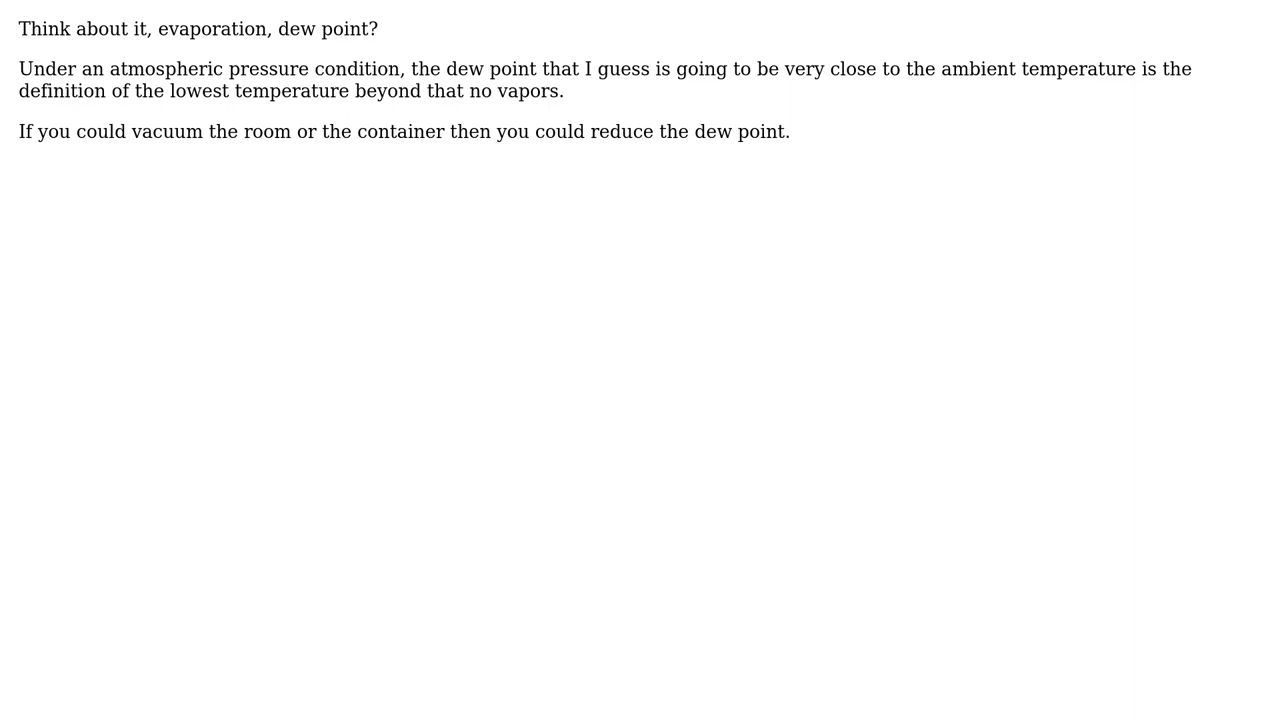 Think about it, evaporation, dew point?
Under an atmospheric pressure condition, the dew point that I guess is going to be very close to the ambient temperature is the
definition of the lowest temperature beyond that no vapors.
If you could vacuum the room or the container then you could reduce the dew point.